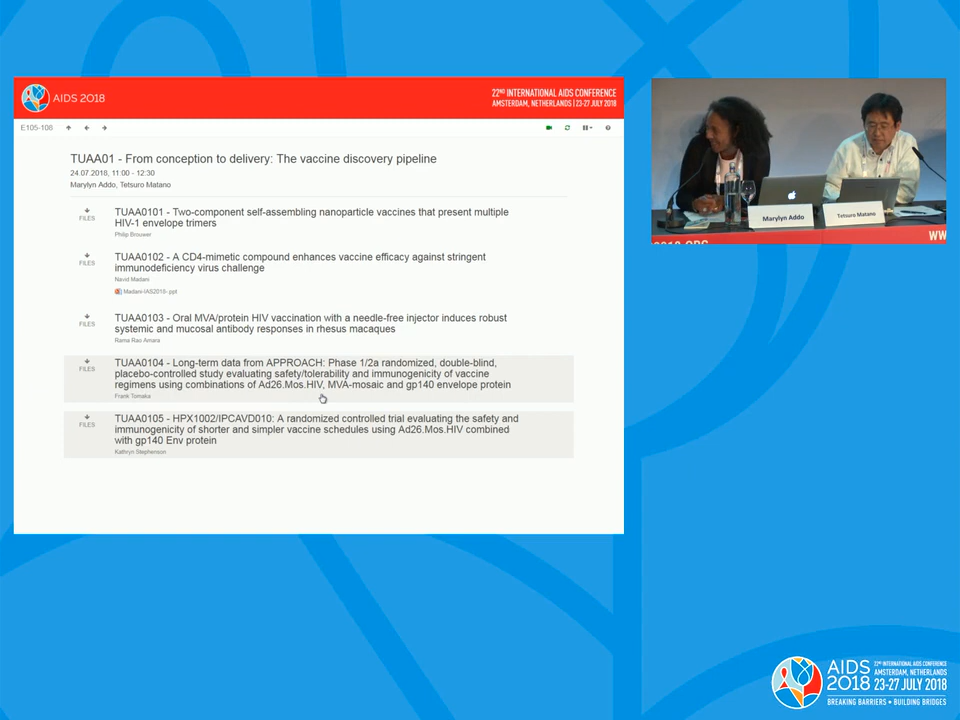 AIDS 2018
22ND INTERNATIONAL AIDS CONFERENCE
AMSTERDAM, NETHERLANDS | 23-27 JULY 2018
E105-108
TUAA01 - From conception to delivery: The vaccine discovery pipeline
24.07.2018, 11:00 - 12:30
Marylyn Addo, Tetsuro Matano
FILES
TUAA0101 - Two-component self-assembling nanoparticle vaccines that present multiple
HIV-1 envelope trimers
Philip Brouwer
FILES
TUAA0102 - A CD4-mimetic compound enhances vaccine efficacy against stringent
immunodeficiency virus challenge
Navid Madani
Madani-IAS2018-.ppt
FILES
TUAA0103 - Oral MVA/protein HIV vaccination with a needle-free injector induces robust
systemic and mucosal antibody responses in rhesus macaques
Rama Rao Amara
FILES
TUAA0104 - Long-term data from APPROACH: Phase 1/2a randomized, double-blind,
placebo-controlled study evaluating safety/tolerability and immunogenicity of vaccine
regimens using combinations of Ad26.Mos.HIV, MVA-mosaic and gp140 envelope protein
Frank Tomaka
FILES
TUAA0105 - HPX1002/IPCAVD010: A randomized controlled trial evaluating the safety and
immunogenicity of shorter and simpler vaccine schedules using Ad26.Mos.HIV combined
with gp140 Env protein
Kathryn Stephenson
Marylyn Addo
Tetsuro Matano
WW
AIDS
2018
22ND INTERNATIONAL AIDS CONFERENCE
AMSTERDAM, NETHERLANDS
23-27 JULY 2018
BREAKING BARRIERS • BUILDING BRIDGES